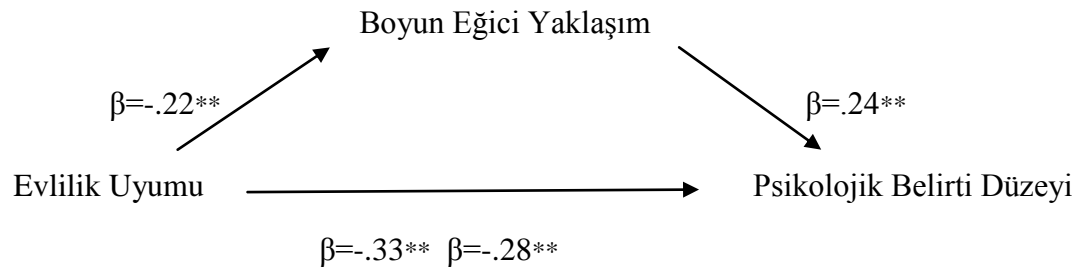 Boyun Eğici Yaklaşım
β=-.22** β=.24**
Evlilik Uyumu Psikolojik Belirti Düzeyi
β=-.33** β=-.28**